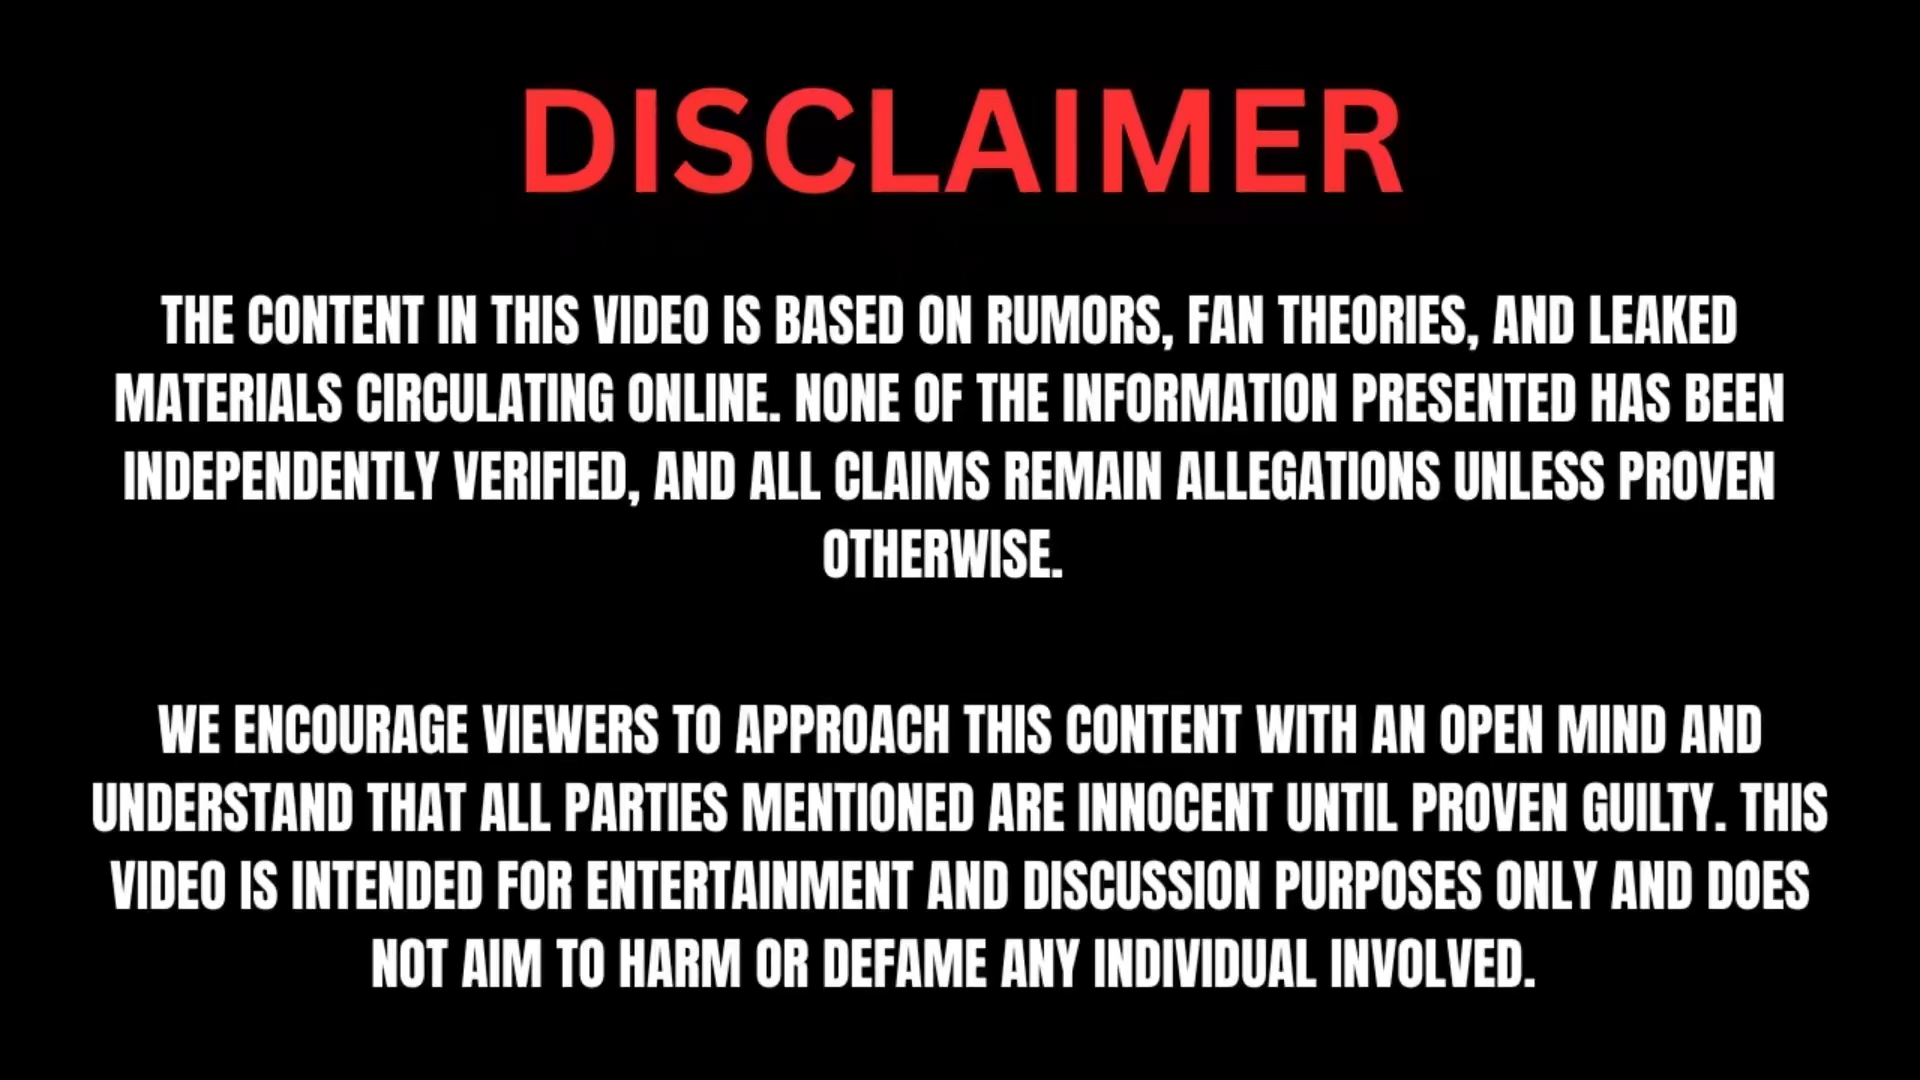 DISCLAIMER
THE CONTENT IN THIS VIDEO IS BASED ON RUMORS, FAN THEORIES, AND LEAKED
MATERIALS CIRCULATING ONLINE. NONE OF THE INFORMATION PRESENTED HAS BEEN
INDEPENDENTLY VERIFIED, AND ALL CLAIMS REMAIN ALLEGATIONS UNLESS PROVEN
OTHERWISE.
WE ENCOURAGE VIEWERS TO APPROACH THIS CONTENT WITH AN OPEN MIND AND
UNDERSTAND THAT ALL PARTIES MENTIONED ARE INNOCENT UNTIL PROVEN GUILTY. THIS
VIDEO IS INTENDED FOR ENTERTAINMENT AND DISCUSSION PURPOSES ONLY AND DOES
NOT AIM TO HARM OR DEFAME ANY INDIVIDUAL INVOLVED.